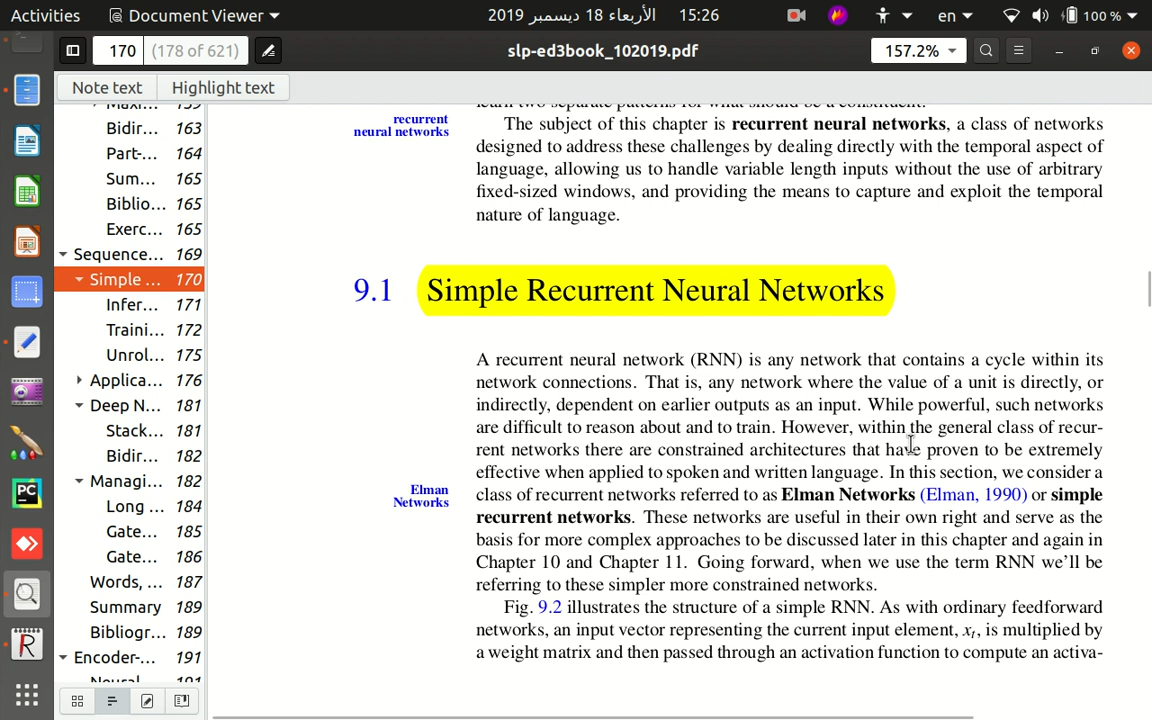 Activities
Document Viewer
الأربعاء 18 ديسمبر 2019
15:26
en
100 %
170
(178 of 621)
slp-ed3book_102019.pdf
157.2%
Note text
Highlight text
Maxi... 159
Bidir... 163
Part-... 164
Sum... 165
Biblio... 165
Exerc... 165
Sequence... 169
Simple ... 170
Infer... 171
Traini... 172
Unrol... 175
Applica... 176
Deep N... 181
Stack... 181
Bidir... 182
Managi... 182
Long ... 184
Gate... 185
Gate... 186
Words, ... 187
Summary 189
Bibliogr... 189
Encoder-... 191
Neural 191
PC
R
learn two separate patterns for what should be a constituent.
recurrent
neural networks
The subject of this chapter is recurrent neural networks, a class of networks
designed to address these challenges by dealing directly with the temporal aspect of
language, allowing us to handle variable length inputs without the use of arbitrary
fixed-sized windows, and providing the means to capture and exploit the temporal
nature of language.
9.1 Simple Recurrent Neural Networks
A recurrent neural network (RNN) is any network that contains a cycle within its
network connections. That is, any network where the value of a unit is directly, or
indirectly, dependent on earlier outputs as an input. While powerful, such networks
are difficult to reason about and to train. However, within the general class of recur-
rent networks there are constrained architectures that have proven to be extremely
effective when applied to spoken and written language. In this section, we consider a
Elman
Networks
class of recurrent networks referred to as Elman Networks (Elman, 1990) or simple
recurrent networks. These networks are useful in their own right and serve as the
basis for more complex approaches to be discussed later in this chapter and again in
Chapter 10 and Chapter 11. Going forward, when we use the term RNN we'll be
referring to these simpler more constrained networks.
Fig. 9.2 illustrates the structure of a simple RNN. As with ordinary feedforward
networks, an input vector representing the current input element, xt, is multiplied by
a weight matrix and then passed through an activation function to compute an activa-